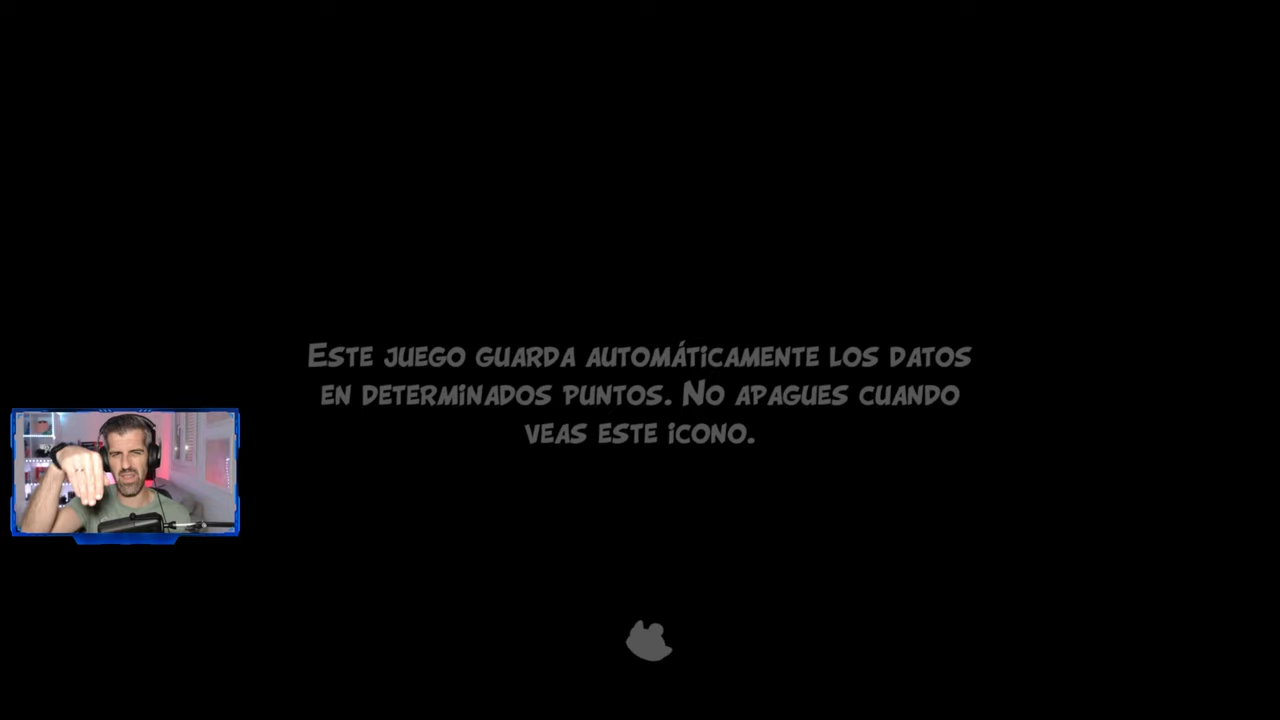 Este juego guarda automáticamente los datos
en determinados puntos. No apagues cuando
veas este icono.